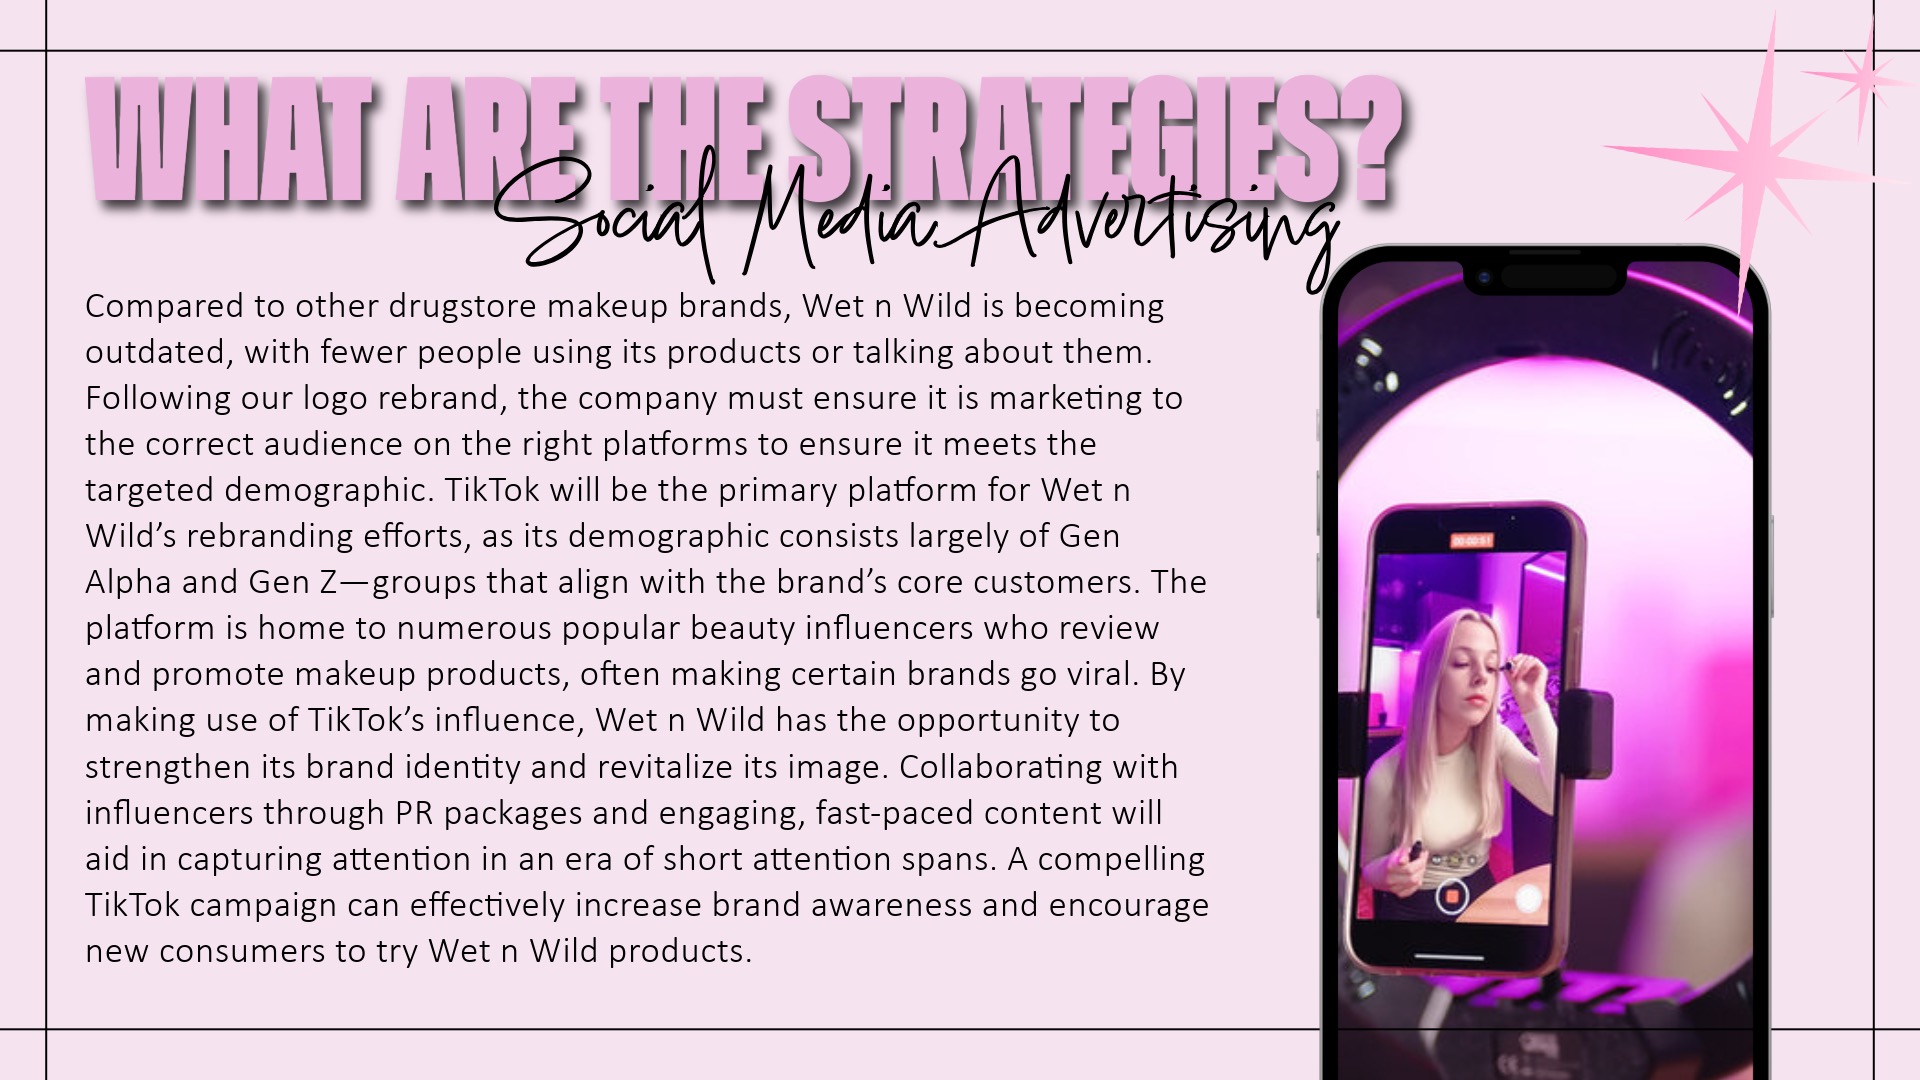 WHAT ARE THE STRATEGIES?
Social Media Advertising
Compared to other drugstore makeup brands, Wet n Wild is becoming
outdated, with fewer people using its products or talking about them.
Following our logo rebrand, the company must ensure it is marketing to
the correct audience on the right platforms to ensure it meets the
targeted demographic. TikTok will be the primary platform for Wet n
Wild’s rebranding efforts, as its demographic consists largely of Gen
Alpha and Gen Z—groups that align with the brand’s core customers. The
platform is home to numerous popular beauty influencers who review
and promote makeup products, often making certain brands go viral. By
making use of TikTok’s influence, Wet n Wild has the opportunity to
strengthen its brand identity and revitalize its image. Collaborating with
influencers through PR packages and engaging, fast-paced content will
aid in capturing attention in an era of short attention spans. A compelling
TikTok campaign can effectively increase brand awareness and encourage
new consumers to try Wet n Wild products.
00:00:51